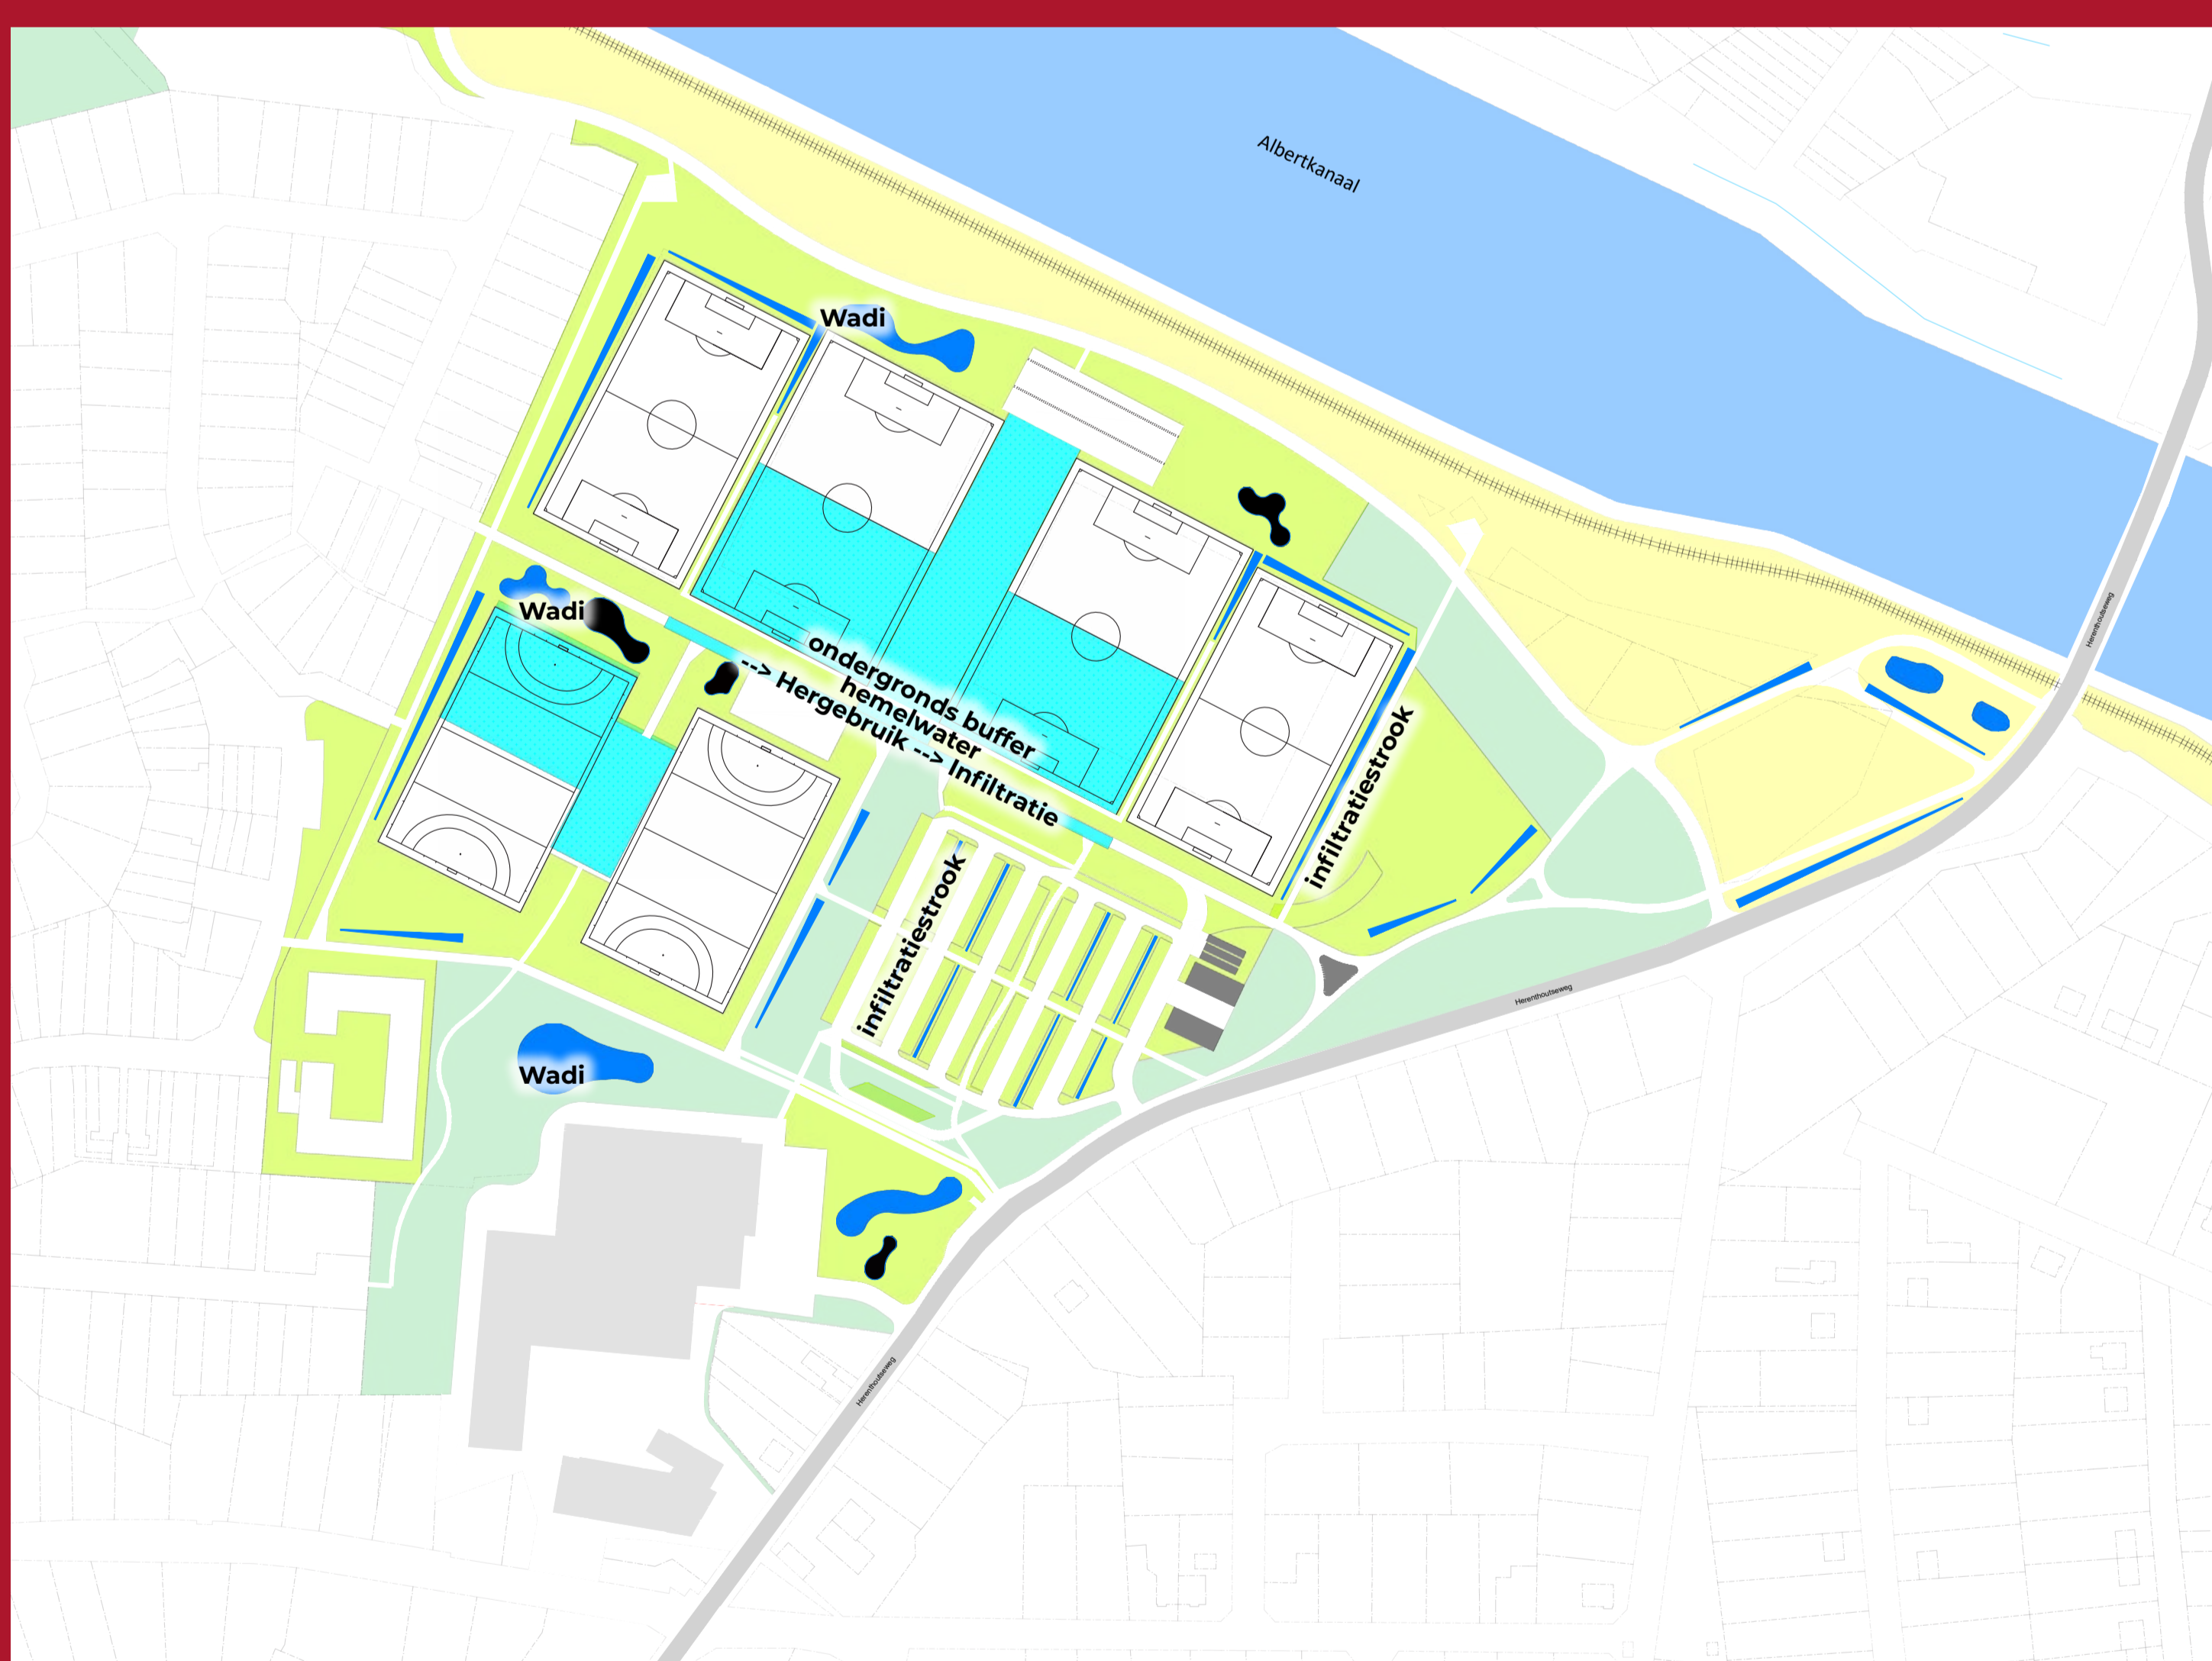 Albertkanaal
Wadi
Herenthoutseweg
Wadi
ondergronds buffer
hemelwater
--> Hergebruik --> Infiltratie
infiltratiestrook
infiltratiestrook
Herenthoutseweg
Wadi
Herenthoutseweg